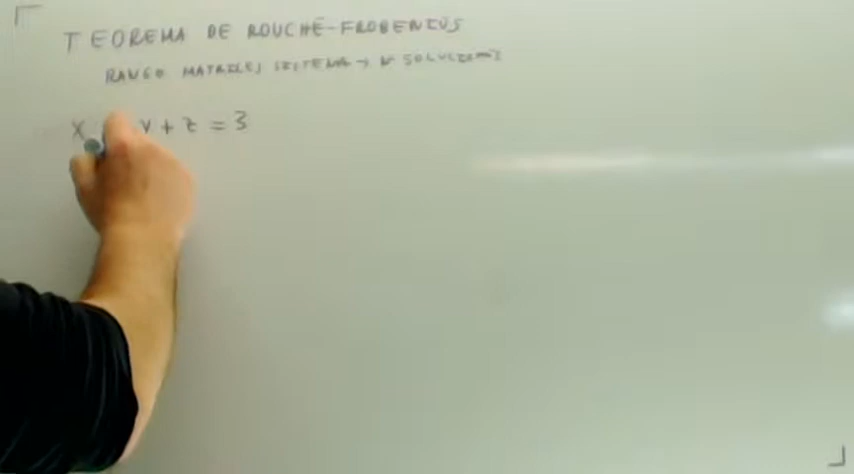 TEOREMA DE ROUCHÉ-FROBENIUS
RANGO MATRICES SISTEMA → Nº SOLUCIONES
X Y + Z = 3